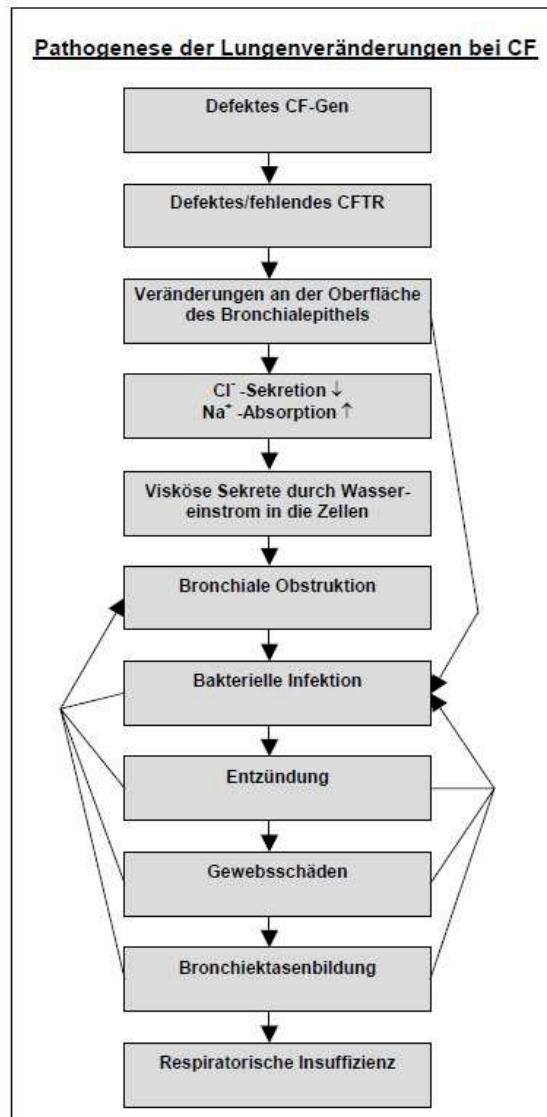 Pathogenese der Lungenveränderungen bei CF
Defektes CF-Gen
Defektes/fehlendes CFTR
Veränderungen an der Oberfläche
des Bronchialepithels
Cl⁻ -Sekretion ↓
Na⁺ -Absorption ↑
Visköse Sekrete durch Wasser-
einstrom in die Zellen
Bronchiale Obstruktion
Bakterielle Infektion
Entzündung
Gewebsschäden
Bronchiektasenbildung
Respiratorische Insuffizienz